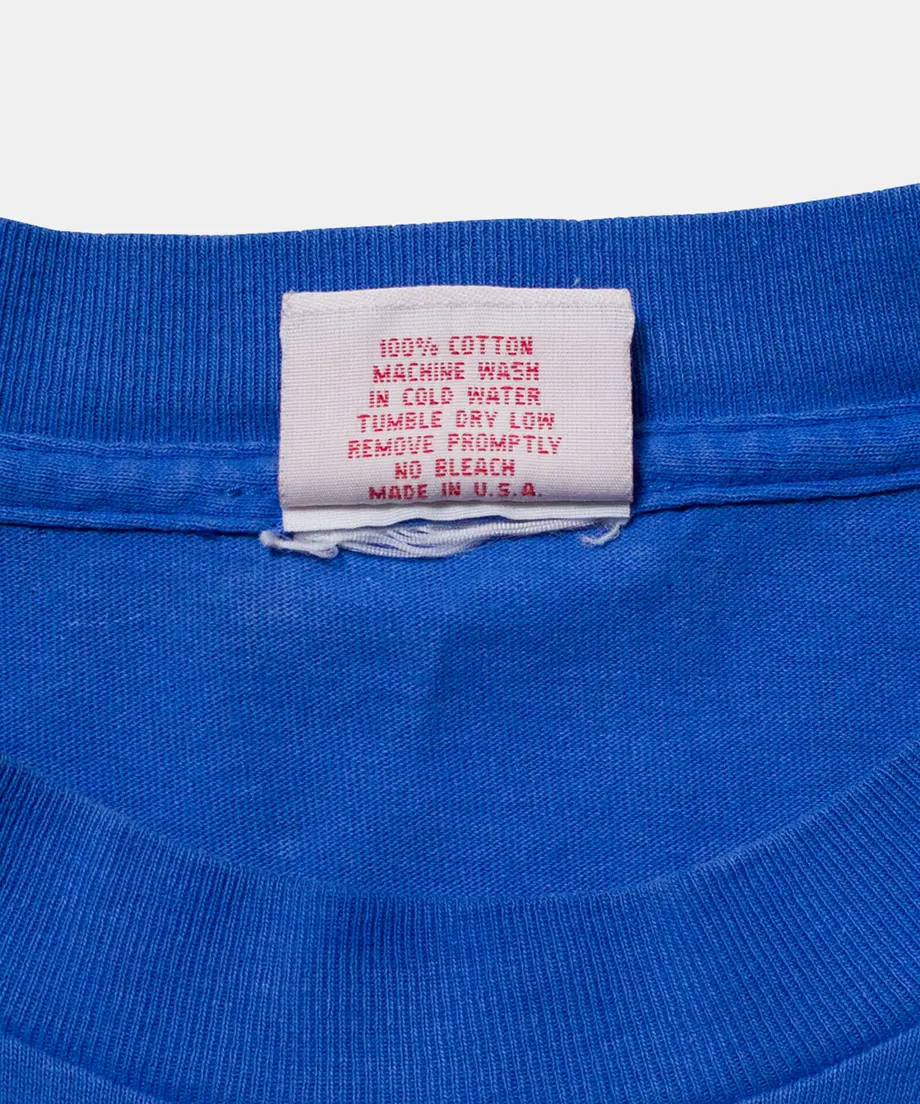 100% COTTON
MACHINE WASH
IN COLD WATER
TUMBLE DRY LOW
REMOVE PROMPTLY
NO BLEACH
MADE IN U.S.A.